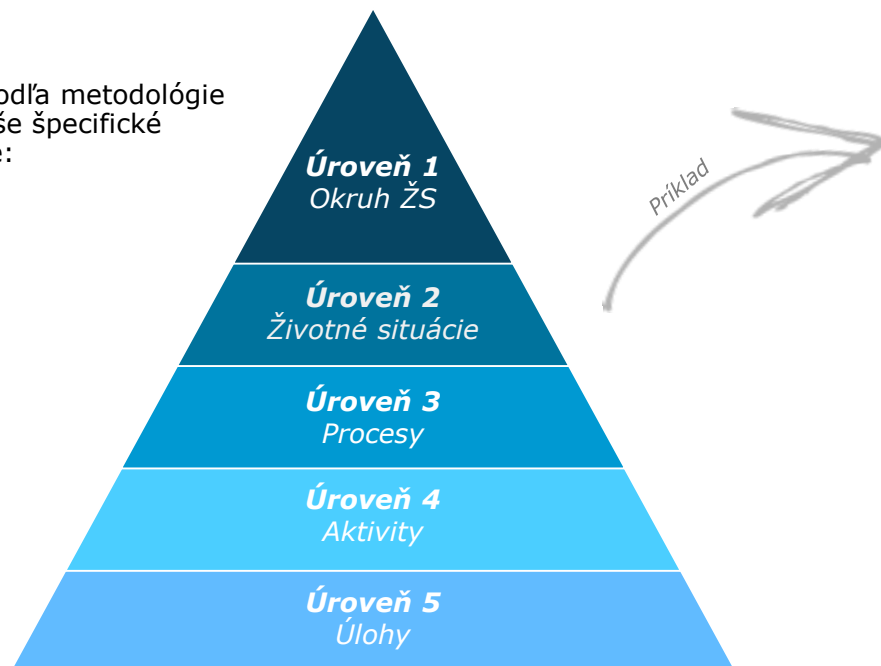 odľa metodológie
še špecifické
e:
Úroveň 1
Okruh ŽS
Príklad
Úroveň 2
Životné situácie
Úroveň 3
Procesy
Úroveň 4
Aktivity
Úroveň 5
Úlohy